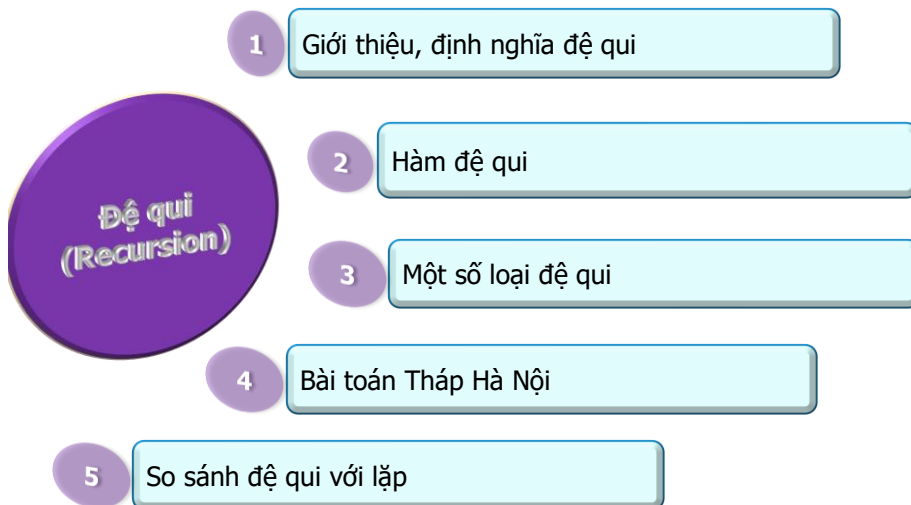 1 Giới thiệu, định nghĩa đệ qui
2 Hàm đệ qui
Đệ qui
(Recursion)
3 Một số loại đệ qui
4 Bài toán Tháp Hà Nội
5 So sánh đệ qui với lặp